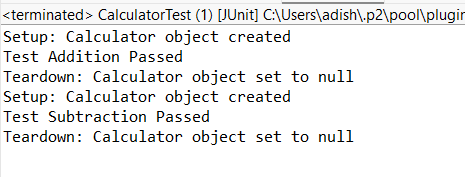 <terminated> CalculatorTest (1) [JUnit] C:\Users\adish\.p2\pool\plugin
Setup: Calculator object created
Test Addition Passed
Teardown: Calculator object set to null
Setup: Calculator object created
Test Subtraction Passed
Teardown: Calculator object set to null